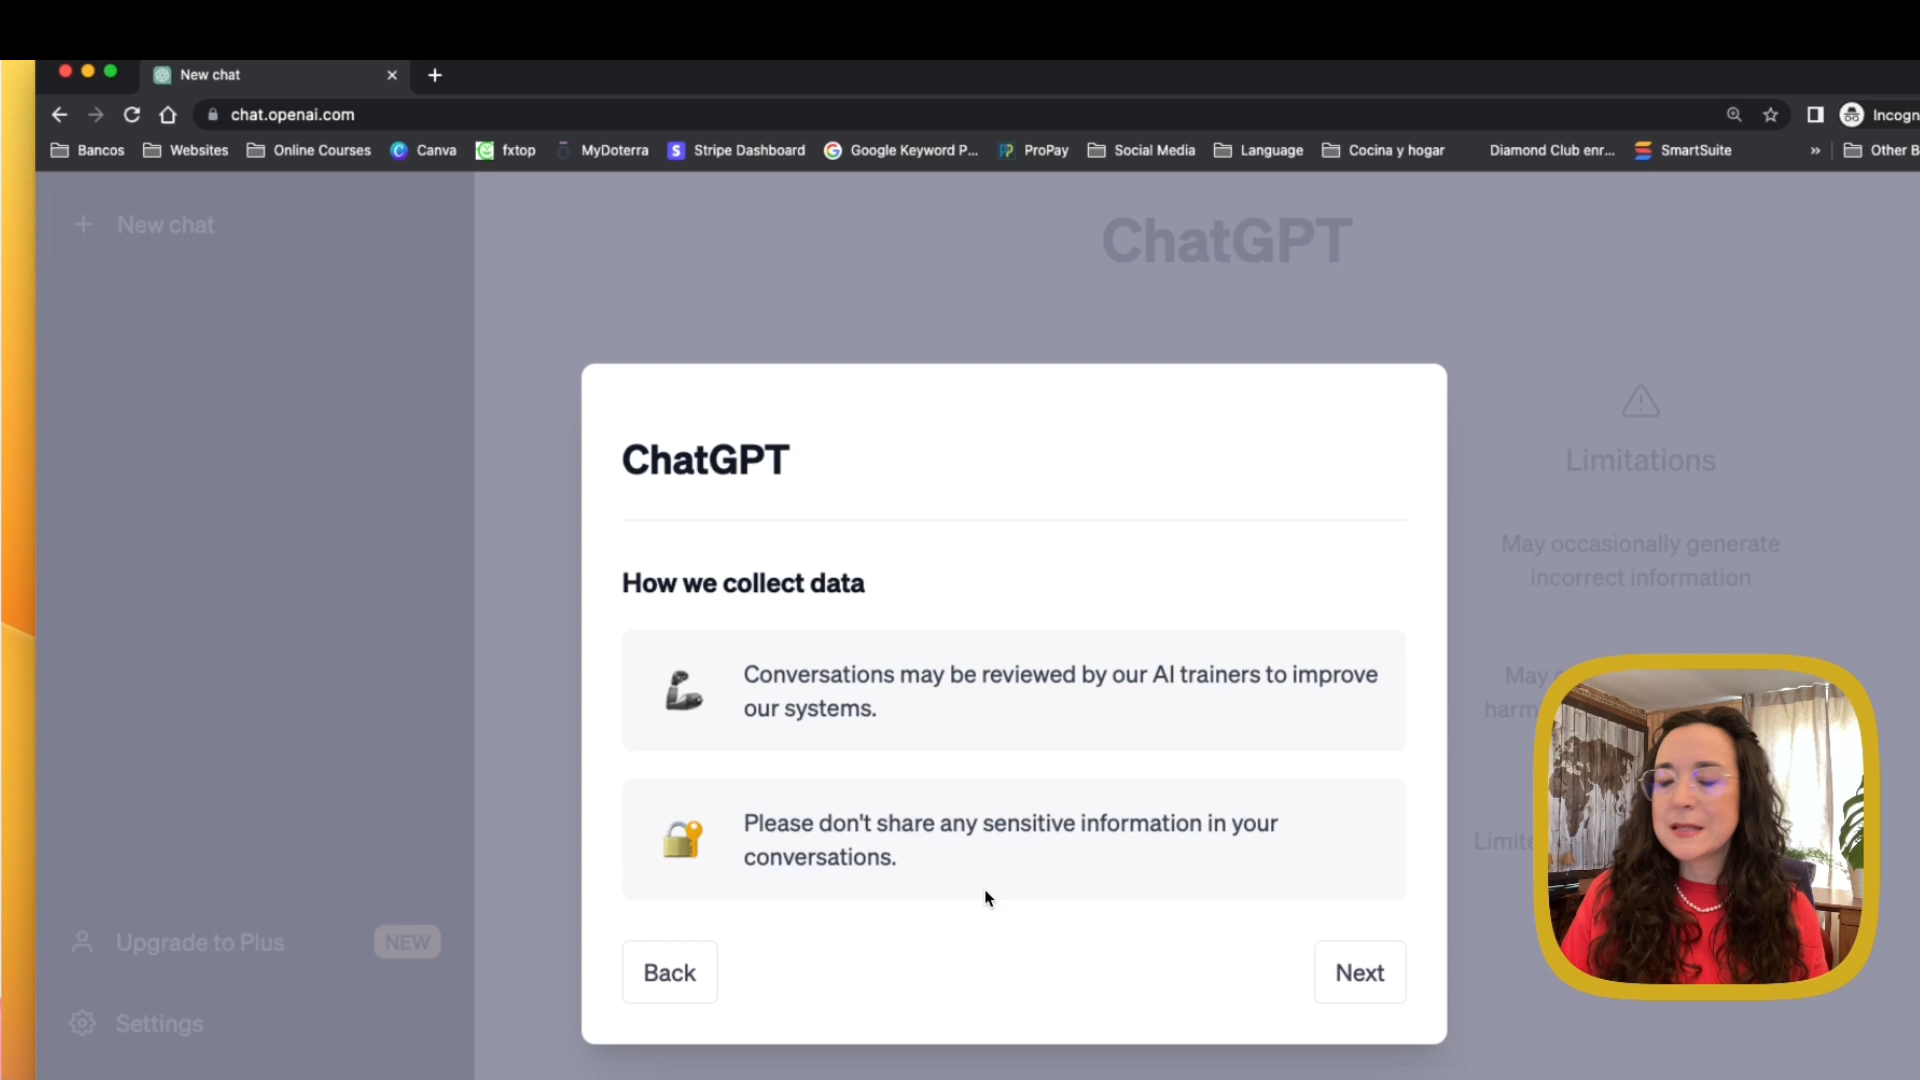 New chat
chat.openai.com
Incogn
Bancos Websites Online Courses Canva fxtop MyDoterra Stripe Dashboard Google Keyword P... ProPay Social Media Language Cocina y hogar Diamond Club enr... SmartSuite » Other B
New chat
ChatGPT
ChatGPT
Limitations
May occasionally generate
incorrect information
How we collect data
Conversations may be reviewed by our AI trainers to improve
our systems.
May
harm
Please don't share any sensitive information in your
conversations.
Limite
Upgrade to Plus NEW
Back
Next
Settings